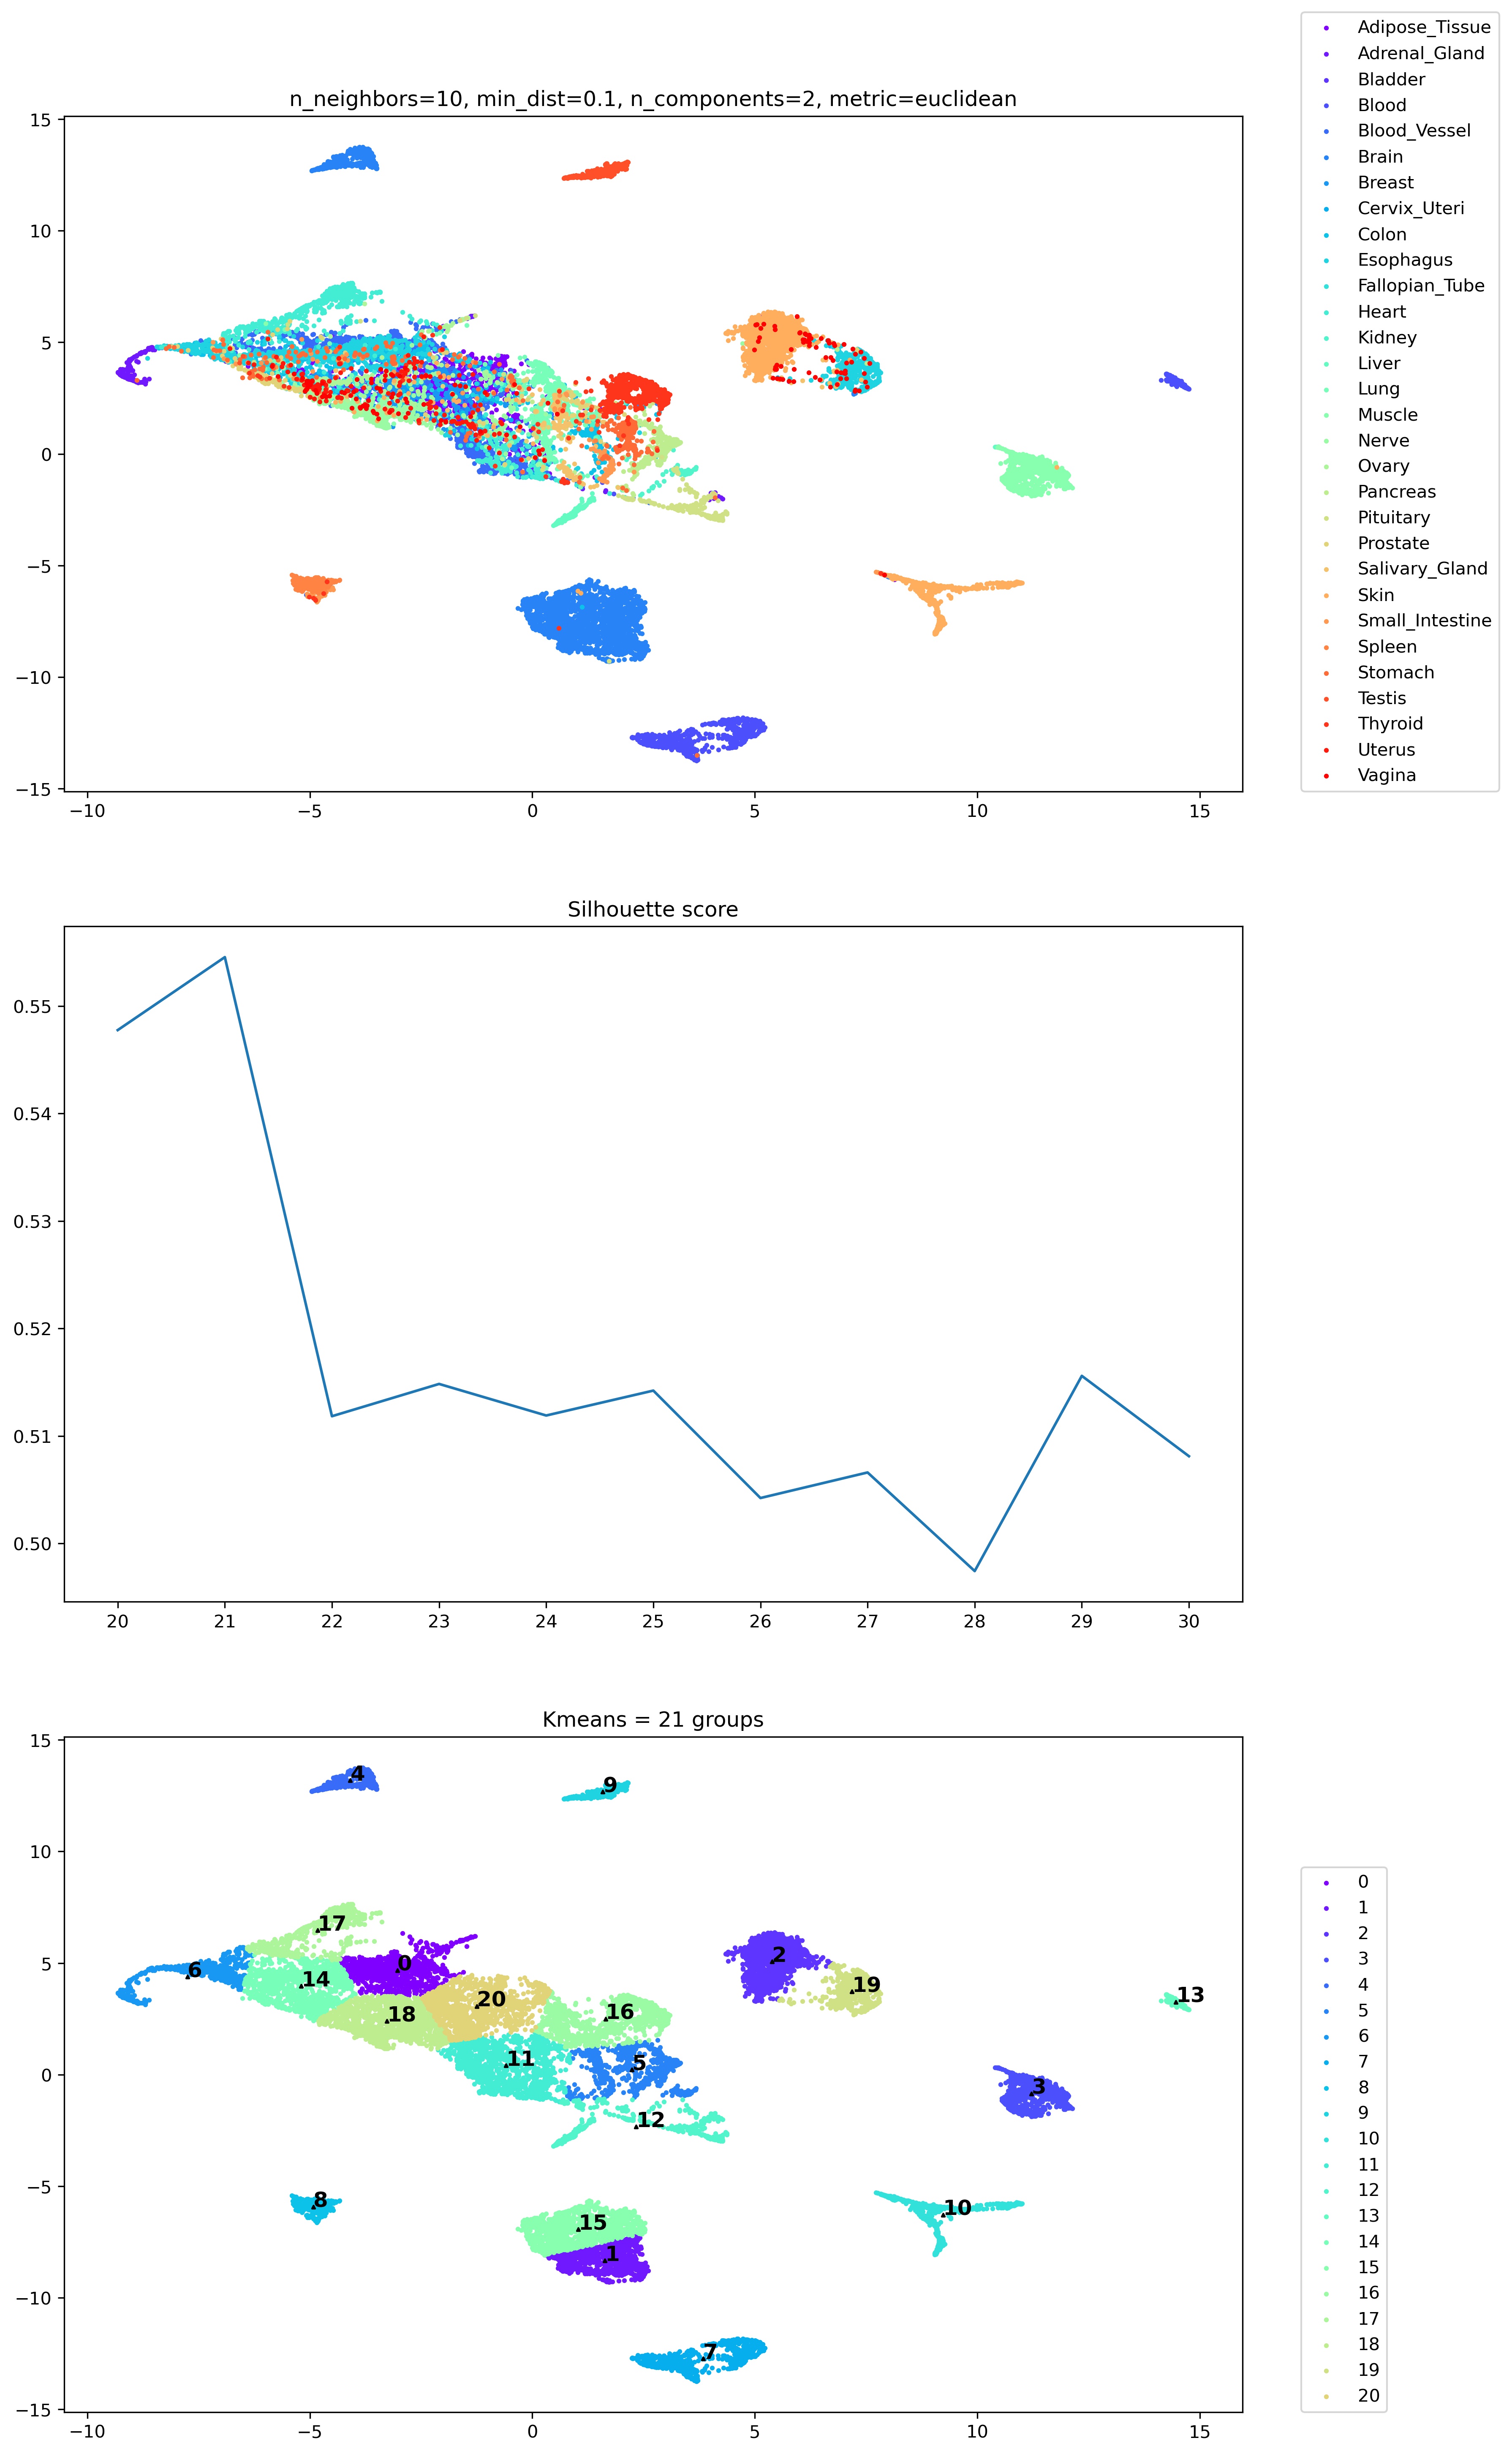 n_neighbors=10, min_dist=0.1, n_components=2, metric=euclidean
15
10
5
0
−5
−10
−15
−10
−5
0
5
10
15
Adipose_Tissue
Adrenal_Gland
Bladder
Blood
Blood_Vessel
Brain
Breast
Cervix_Uteri
Colon
Esophagus
Fallopian_Tube
Heart
Kidney
Liver
Lung
Muscle
Nerve
Ovary
Pancreas
Pituitary
Prostate
Salivary_Gland
Skin
Small_Intestine
Spleen
Stomach
Testis
Thyroid
Uterus
Vagina
Silhouette score
0.55
0.54
0.53
0.52
0.51
0.50
20
21
22
23
24
25
26
27
28
29
30
Kmeans = 21 groups
15
10
5
0
−5
−10
−15
−10
−5
0
5
10
15
4
9
17
6
0
14
20
18
16
11
5
12
2
19
13
3
8
15
1
10
7
0
1
2
3
4
5
6
7
8
9
10
11
12
13
14
15
16
17
18
19
20